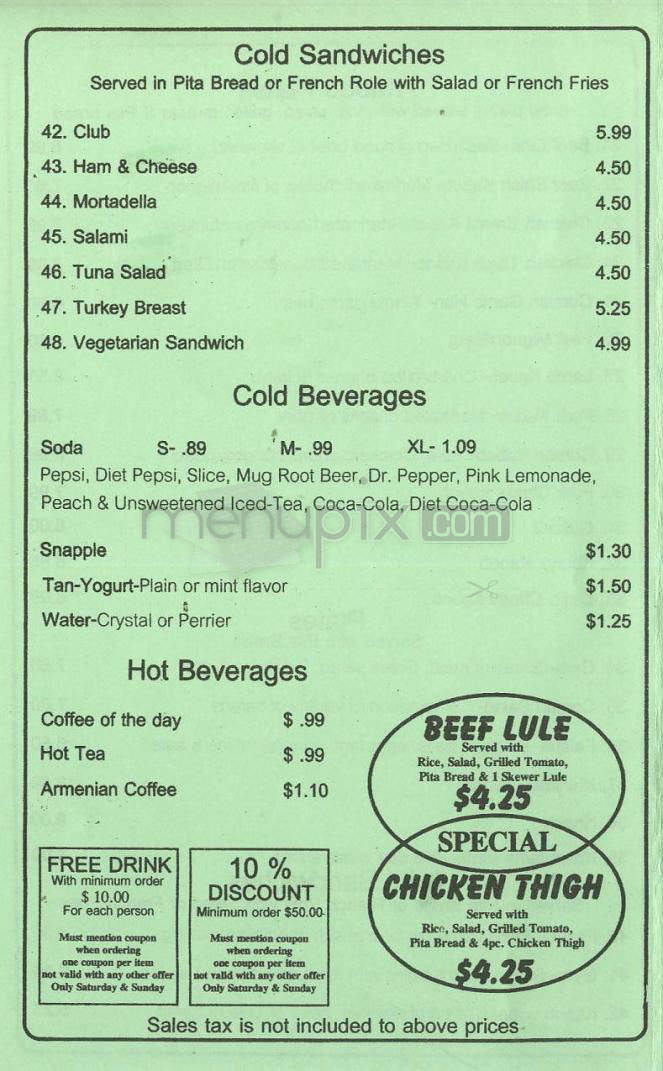 Cold Sandwiches
Served in Pita Bread or French Role with Salad or French Fries
42. Club 5.99
43. Ham & Cheese 4.50
44. Mortadella 4.50
45. Salami 4.50
46. Tuna Salad 4.50
47. Turkey Breast 5.25
48. Vegetarian Sandwich 4.99
Cold Beverages
Soda S- .89 M- .99 XL- 1.09
Pepsi, Diet Pepsi, Slice, Mug Root Beer, Dr. Pepper, Pink Lemonade,
Peach & Unsweetened Iced-Tea, Coca-Cola, Diet Coca-Cola
menupix.com
Snapple $1.30
Tan-Yogurt-Plain or mint flavor $1.50
Water-Crystal or Perrier $1.25
Hot Beverages
Coffee of the day $ .99
Hot Tea $ .99
Armenian Coffee $1.10
BEEF LULE
Served with
Rice, Salad, Grilled Tomato,
Pita Bread & 1 Skewer Lule
$4.25
SPECIAL
CHICKEN THIGH
Served with
Rice, Salad, Grilled Tomato,
Pita Bread & 4pc. Chicken Thigh
$4.25
FREE DRINK
With minimum order
$ 10.00
For each person
Must mention coupon
when ordering
one coupon per item
not valid with any other offer
Only Saturday & Sunday
10 %
DISCOUNT
Minimum order $50.00
Must mention coupon
when ordering
one coupon per item
not valid with any other offer
Only Saturday & Sunday
Sales tax is not included to above prices